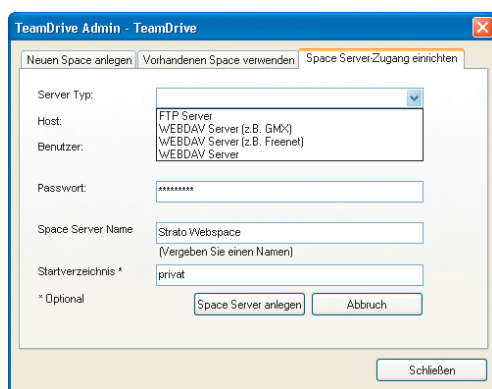 TeamDrive Admin - TeamDrive
Neuen Space anlegen Vorhandenen Space verwenden Space Server-Zugang einrichten
Server Typ:
FTP Server
Host:
WEBDAV Server (z.B. GMX)
WEBDAV Server (z.B. Freenet)
Benutzer:
WEBDAV Server
Passwort: *********
Space Server Name Strato Webspace
(Vergeben Sie einen Namen)
Startverzeichnis * privat
* Optional Space Server anlegen Abbruch
Schließen